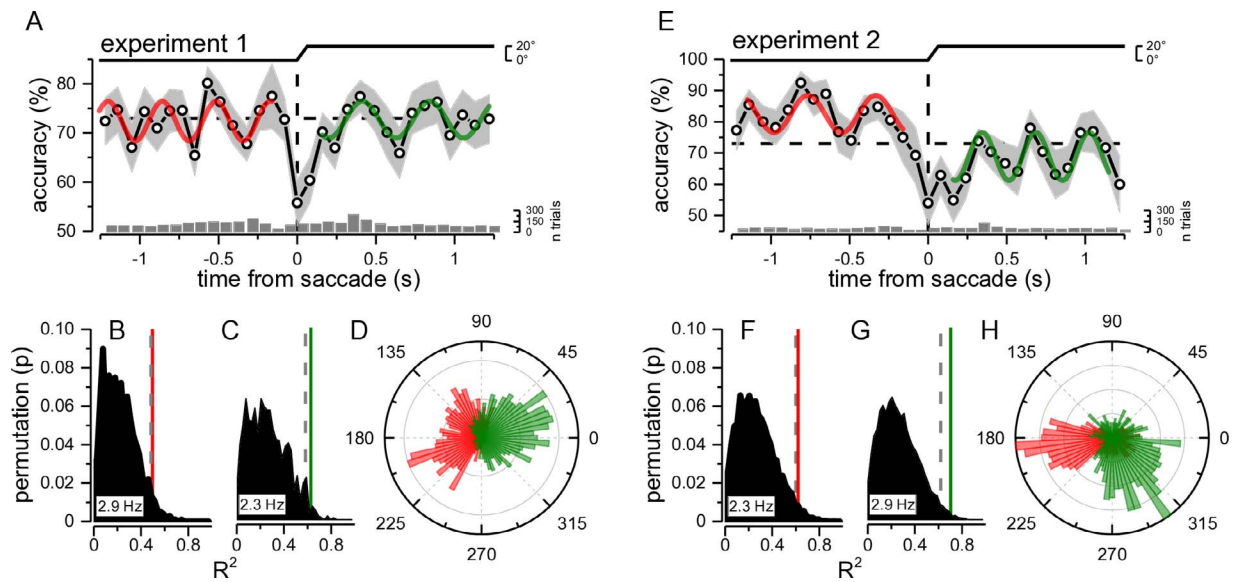 A
experiment 1
20°
0°
accuracy (%)
80
70
60
50
300
150
0
n trials
-1 -0.5 0 0.5 1
time from saccade (s)
E
experiment 2
20°
0°
accuracy (%)
100
90
80
70
60
50
300
150
0
n trials
-1 -0.5 0 0.5 1
time from saccade (s)
B
permutation (p)
0.10
0.08
0.06
0.04
0.02
0
2.9 Hz
0 0.4 0.8
R²
C
2.3 Hz
0 0.4 0.8
D
90
135 45
180 0
225 315
270
F
permutation (p)
0.10
0.08
0.06
0.04
0.02
0
2.3 Hz
0 0.4 0.8
R²
G
2.9 Hz
0 0.4 0.8
H
90
135 45
180 0
225 315
270